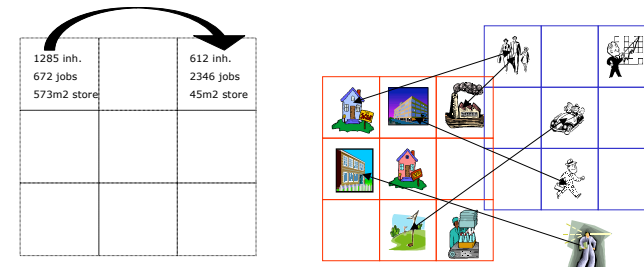 1285 inh.
672 jobs
573m2 store
612 inh.
2346 jobs
45m2 store